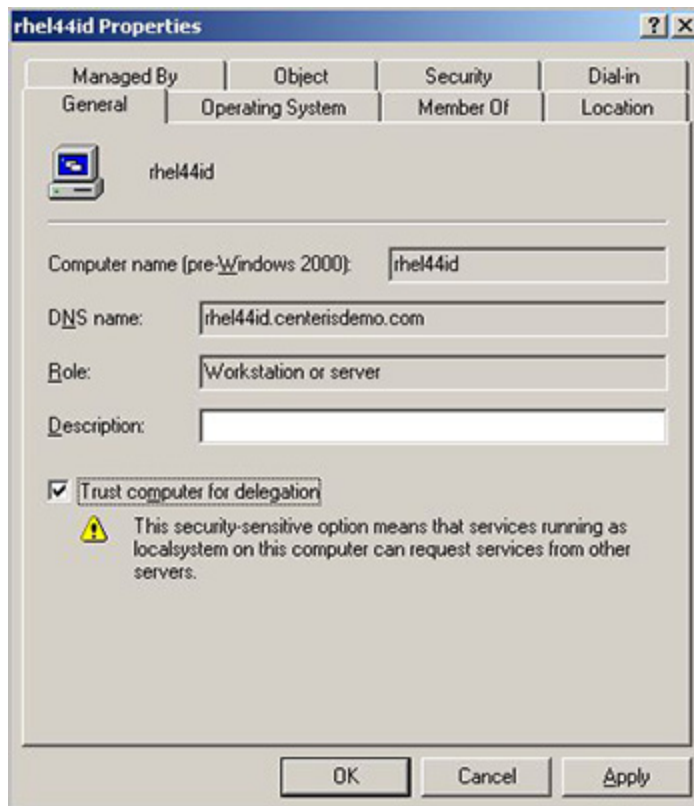 rhel44id Properties
Managed By Object Security Dial-in
General Operating System Member Of Location
rhel44id
Computer name (pre-Windows 2000): rhel44id
DNS name: rhel44id.centerisdemo.com
Role: Workstation or server
Description:
Trust computer for delegation
This security-sensitive option means that services running as
localsystem on this computer can request services from other
servers.
OK Cancel Apply